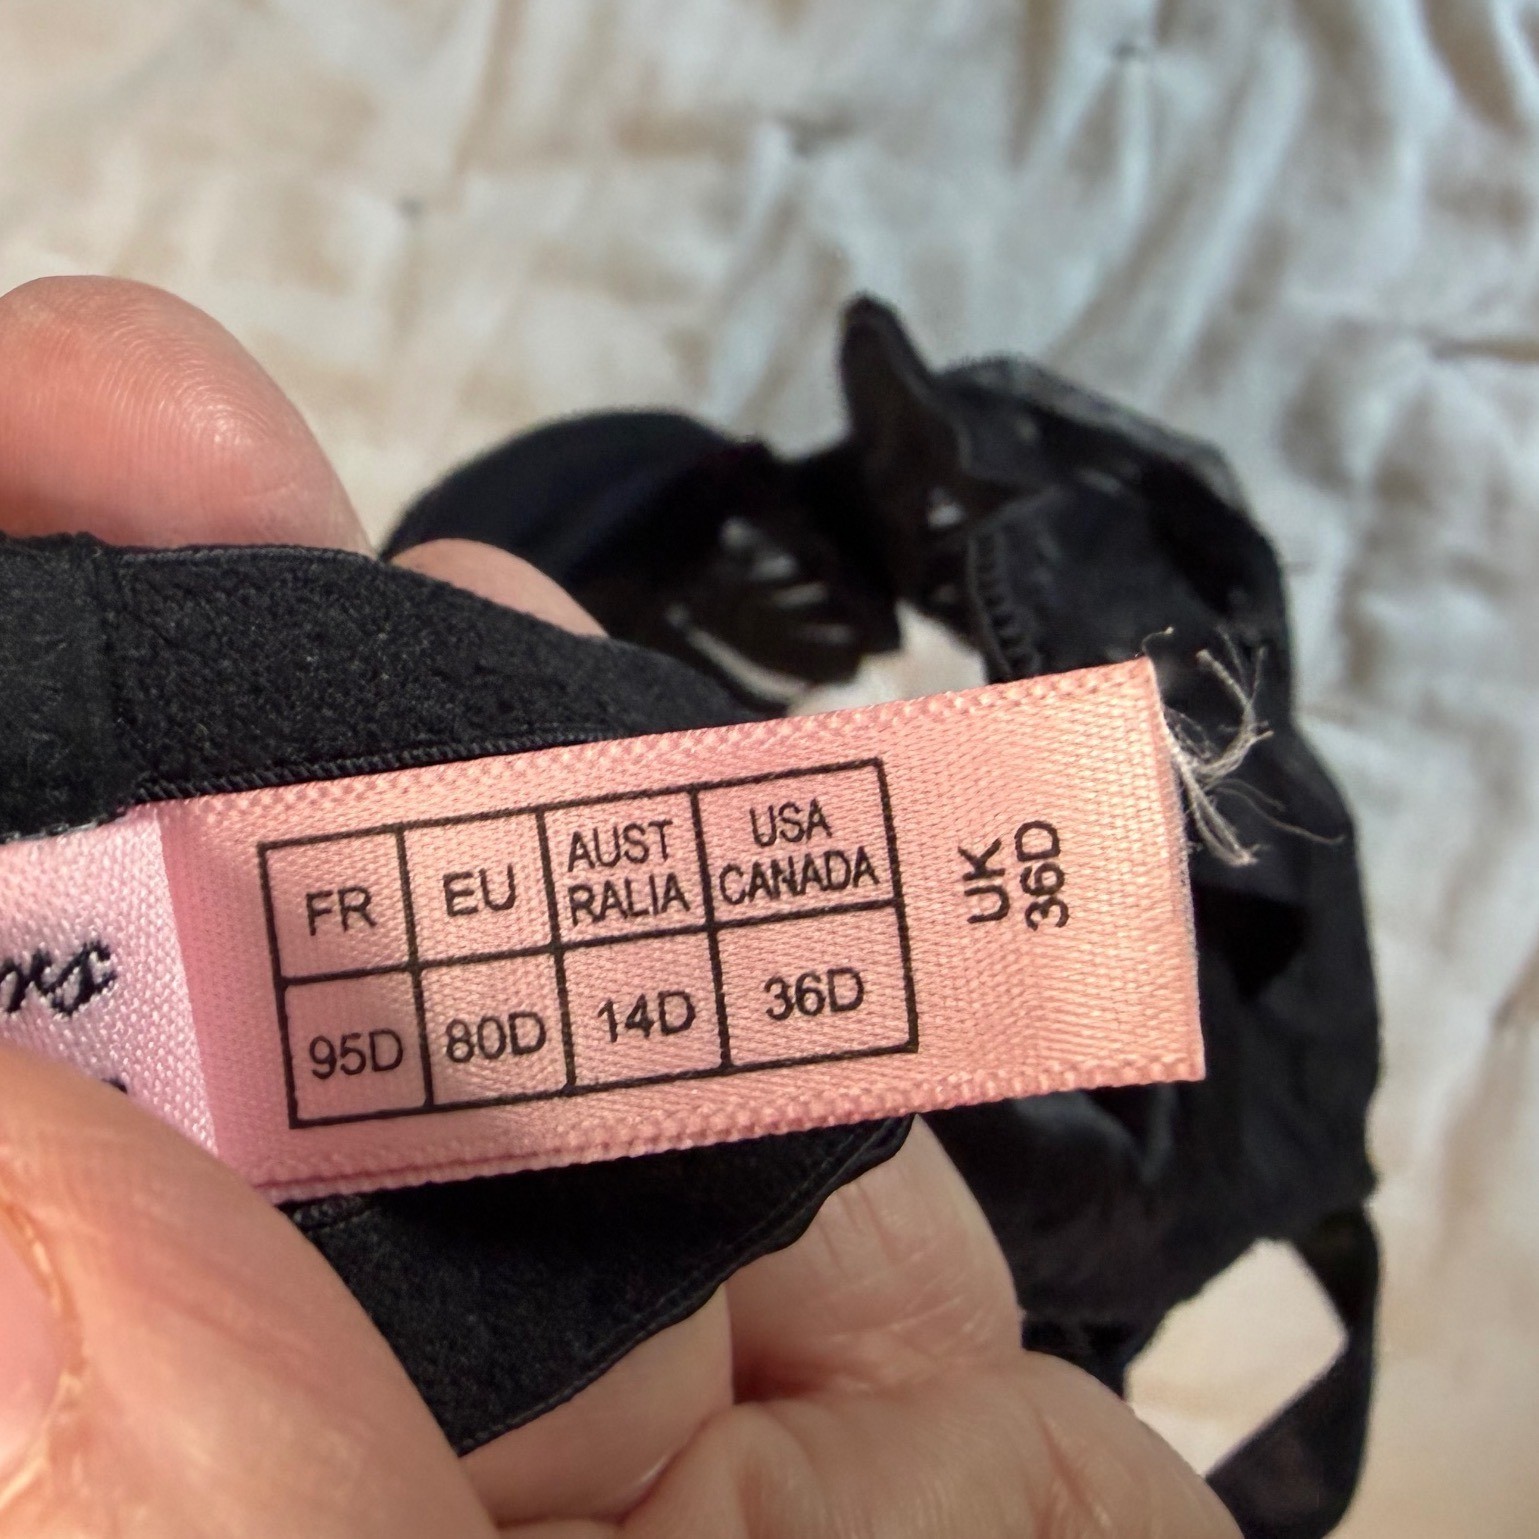 FR EU AUST RALIA USA CANADA
95D 80D 14D 36D
UK
36D